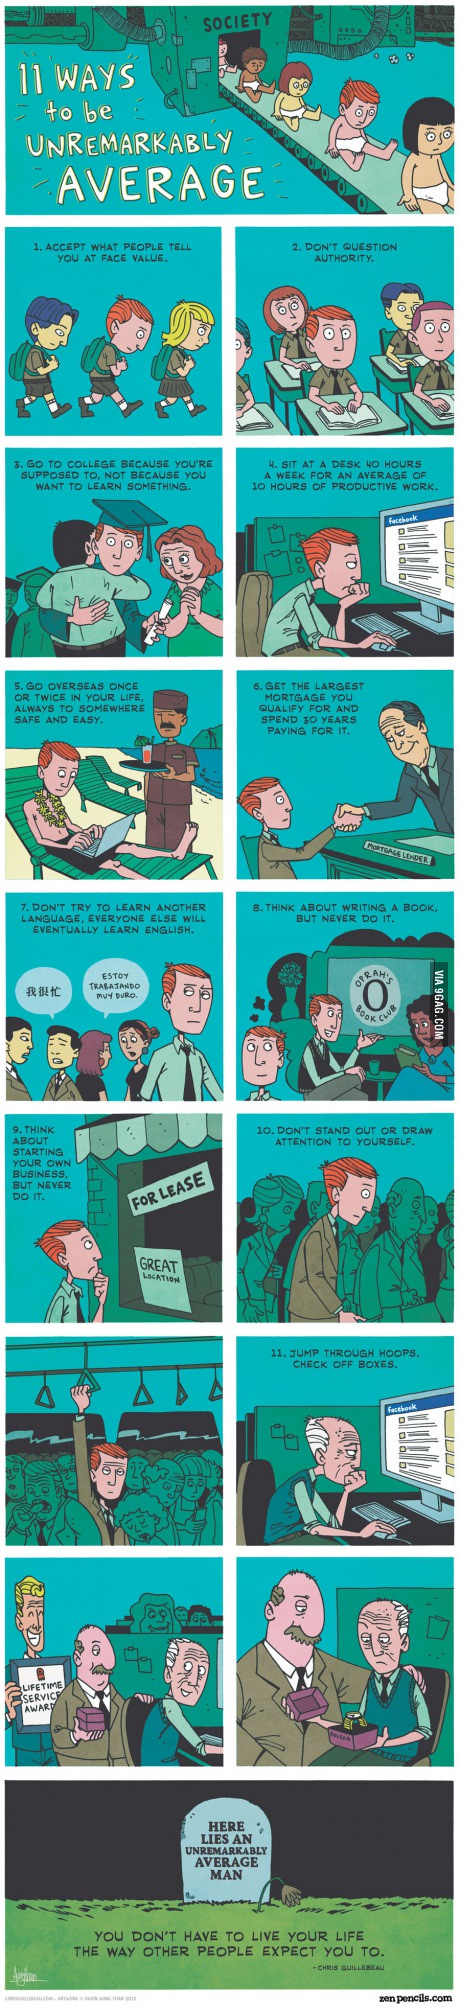 SOCIETY
11 WAYS
to be
UNREMARKABLY
AVERAGE
1. ACCEPT WHAT PEOPLE TELL
YOU AT FACE VALUE.
2. DON'T QUESTION
AUTHORITY.
3. GO TO COLLEGE BECAUSE YOU'RE
SUPPOSED TO, NOT BECAUSE YOU
WANT TO LEARN SOMETHING.
4. SIT AT A DESK 40 HOURS
A WEEK FOR AN AVERAGE OF
10 HOURS OF PRODUCTIVE WORK.
Facebook
5. GO OVERSEAS ONCE
OR TWICE IN YOUR LIFE,
ALWAYS TO SOMEWHERE
SAFE AND EASY.
6. GET THE LARGEST
MORTGAGE YOU
QUALIFY FOR AND
SPEND 30 YEARS
PAYING FOR IT.
MORTGAGE LENDER
7. DON'T TRY TO LEARN ANOTHER
LANGUAGE, EVERYONE ELSE WILL
EVENTUALLY LEARN ENGLISH.
我很忙
ESTOY
TRABAJANDO
MUY DURO.
8. THINK ABOUT WRITING A BOOK,
BUT NEVER DO IT.
OPRAH'S
O
BOOK CLUB
VIA 9GAG.COM
9. THINK
ABOUT
STARTING
YOUR OWN
BUSINESS,
BUT NEVER
DO IT.
FOR LEASE
GREAT
LOCATION
10. DON'T STAND OUT OR DRAW
ATTENTION TO YOURSELF.
11. JUMP THROUGH HOOPS.
CHECK OFF BOXES.
Facebook
LIFETIME
SERVICE
AWARD
HERE
LIES AN
UNREMARKABLY
AVERAGE
MAN
YOU DON'T HAVE TO LIVE YOUR LIFE
THE WAY OTHER PEOPLE EXPECT YOU TO.
- CHRIS GUILLEBEAU
CHRISGUILLEBEAU.COM - ARTWORK © GAVIN AUNG THAN 2012
zenpencils.com